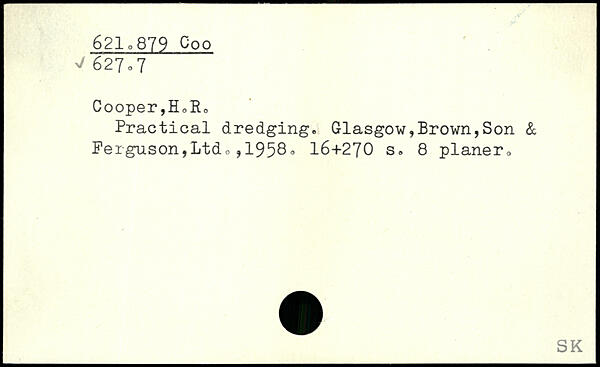 621.879 Coo
✓ 627.7
Cooper,H.R.
Practical dredging. Glasgow,Brown,Son &
Ferguson,Ltd.,1958. 16+270 s. 8 planer.
SK